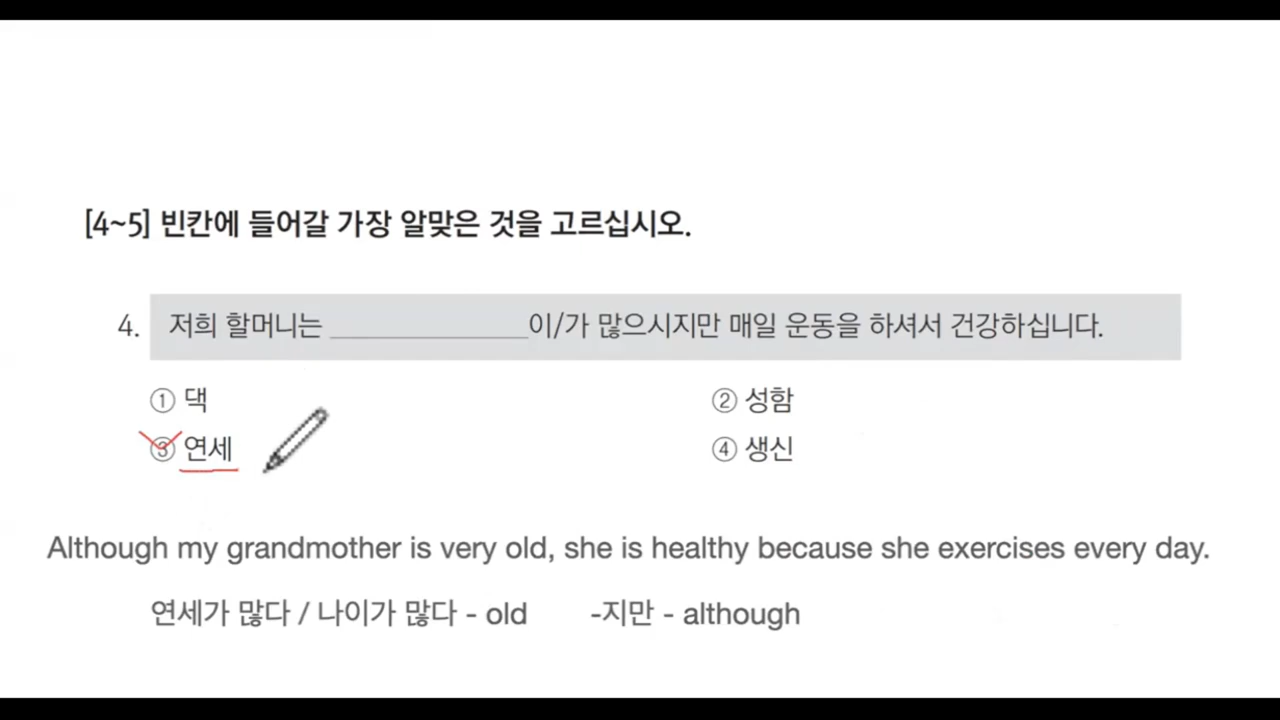 [4~5] 빈칸에 들어갈 가장 알맞은 것을 고르십시오.
4. 저희 할머니는 ______________이/가 많으시지만 매일 운동을 하셔서 건강하십니다.
① 댁 ② 성함
③ 연세 ④ 생신
Although my grandmother is very old, she is healthy because she exercises every day.
연세가 많다 / 나이가 많다 - old -지만 - although